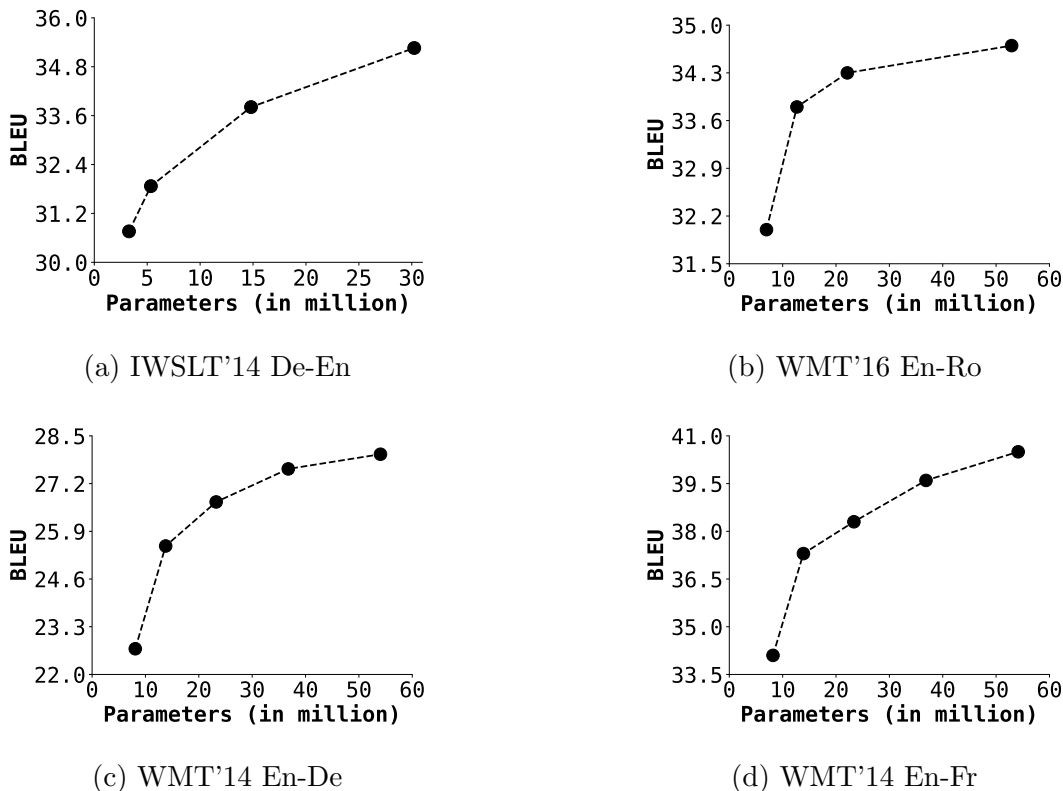 36.0
34.8
33.6
32.4
31.2
30.0
BLEU
0 5 10 15 20 25 30
Parameters (in million)
(a) IWSLT'14 De-En
35.0
34.3
33.6
32.9
32.2
31.5
BLEU
0 10 20 30 40 50 60
Parameters (in million)
(b) WMT'16 En-Ro
28.5
27.2
25.9
24.6
23.3
22.0
BLEU
0 10 20 30 40 50 60
Parameters (in million)
(c) WMT'14 En-De
41.0
39.5
38.0
36.5
35.0
33.5
BLEU
0 10 20 30 40 50 60
Parameters (in million)
(d) WMT'14 En-Fr